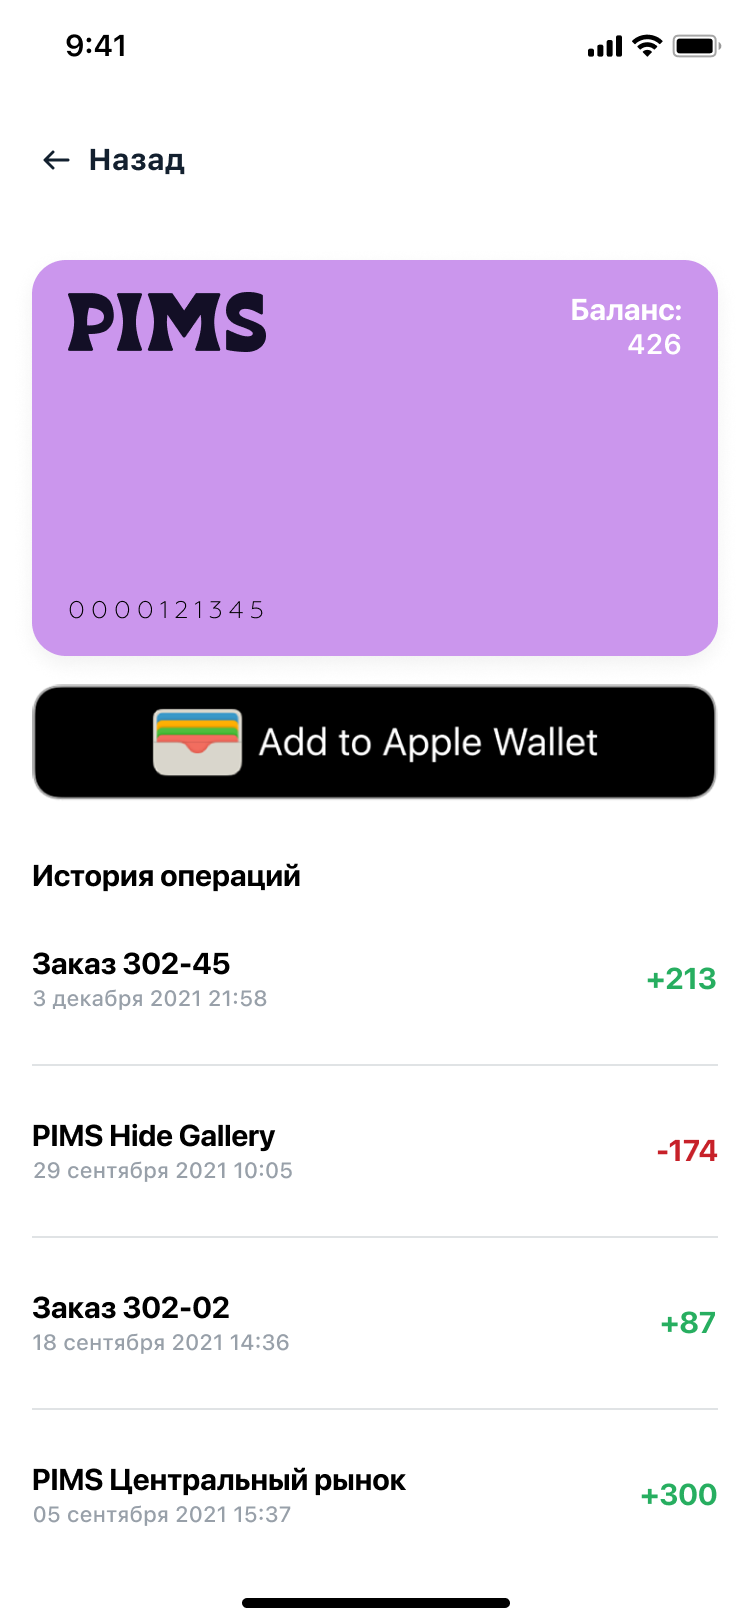 9:41
Назад
PIMS
Баланс:
426
0000121345
Add to Apple Wallet
История операций
Заказ 302-45
+213
3 декабря 2021 21:58
PIMS Hide Gallery
-174
29 сентября 2021 10:05
Заказ 302-02
+87
18 сентября 2021 14:36
PIMS Центральный рынок
+300
05 сентября 2021 15:37